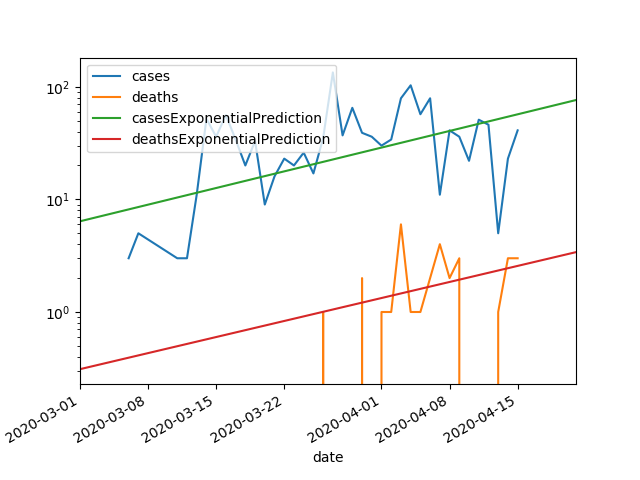 cases
deaths
casesExponentialPrediction
deathsExponentialPrediction
10²
10¹
10⁰
2020-03-01
2020-03-08
2020-03-15
2020-03-22
2020-04-01
2020-04-08
2020-04-15
date